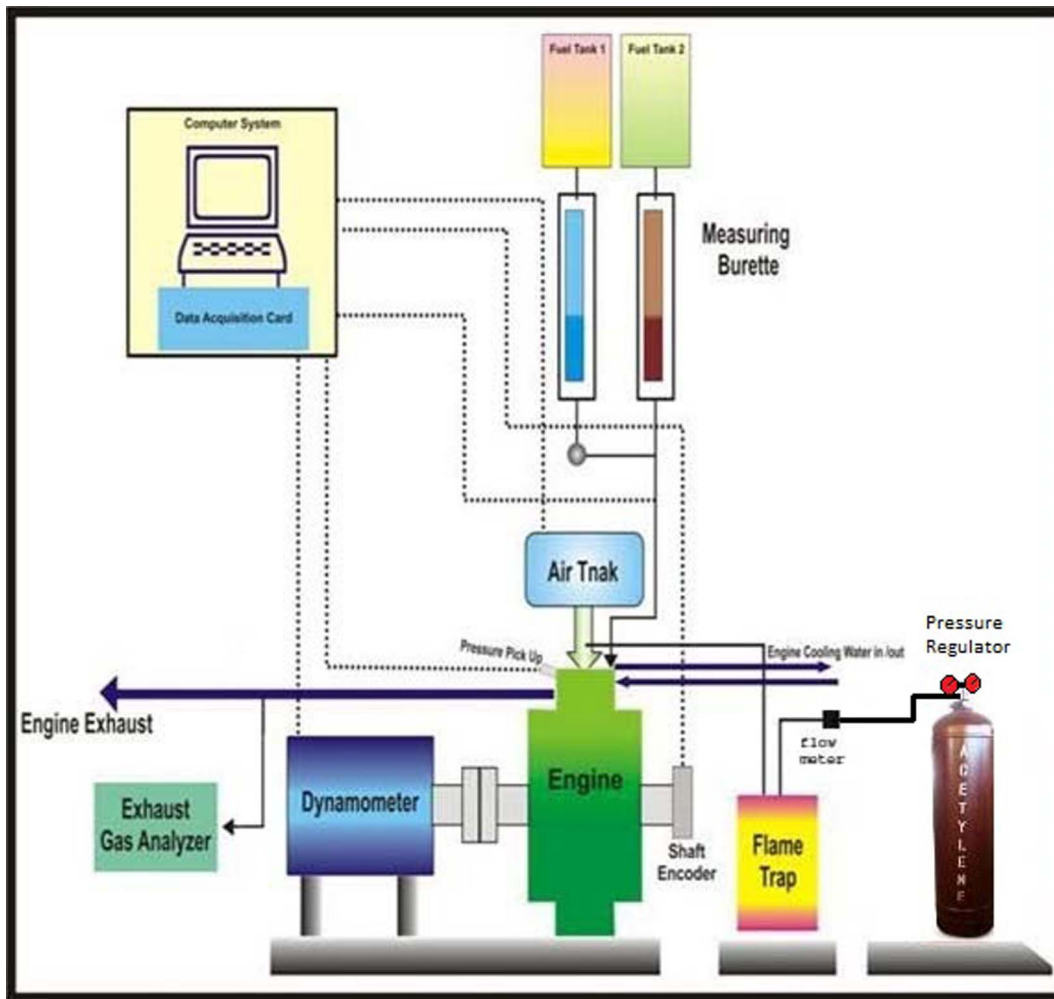 Fuel Tank 1
Fuel Tank 2
Computer System
Data Acquisition Card
Measuring
Burette
Air Tnak
Pressure Pick Up
Engine Cooling Water in /out
Pressure
Regulator
Engine Exhaust
flow
meter
Dynamometer
Engine
Exhaust
Gas Analyzer
Shaft
Encoder
Flame
Trap
ACETYLENE